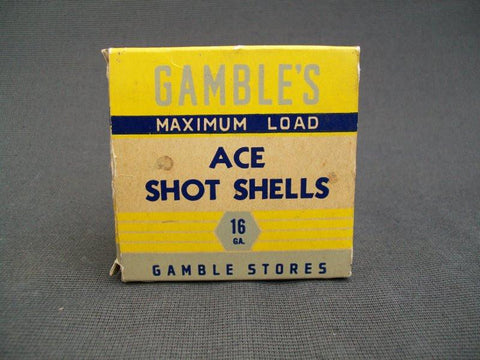 GAMBLE'S
MAXIMUM LOAD
ACE
SHOT SHELLS
16
GA.
GAMBLE STORES